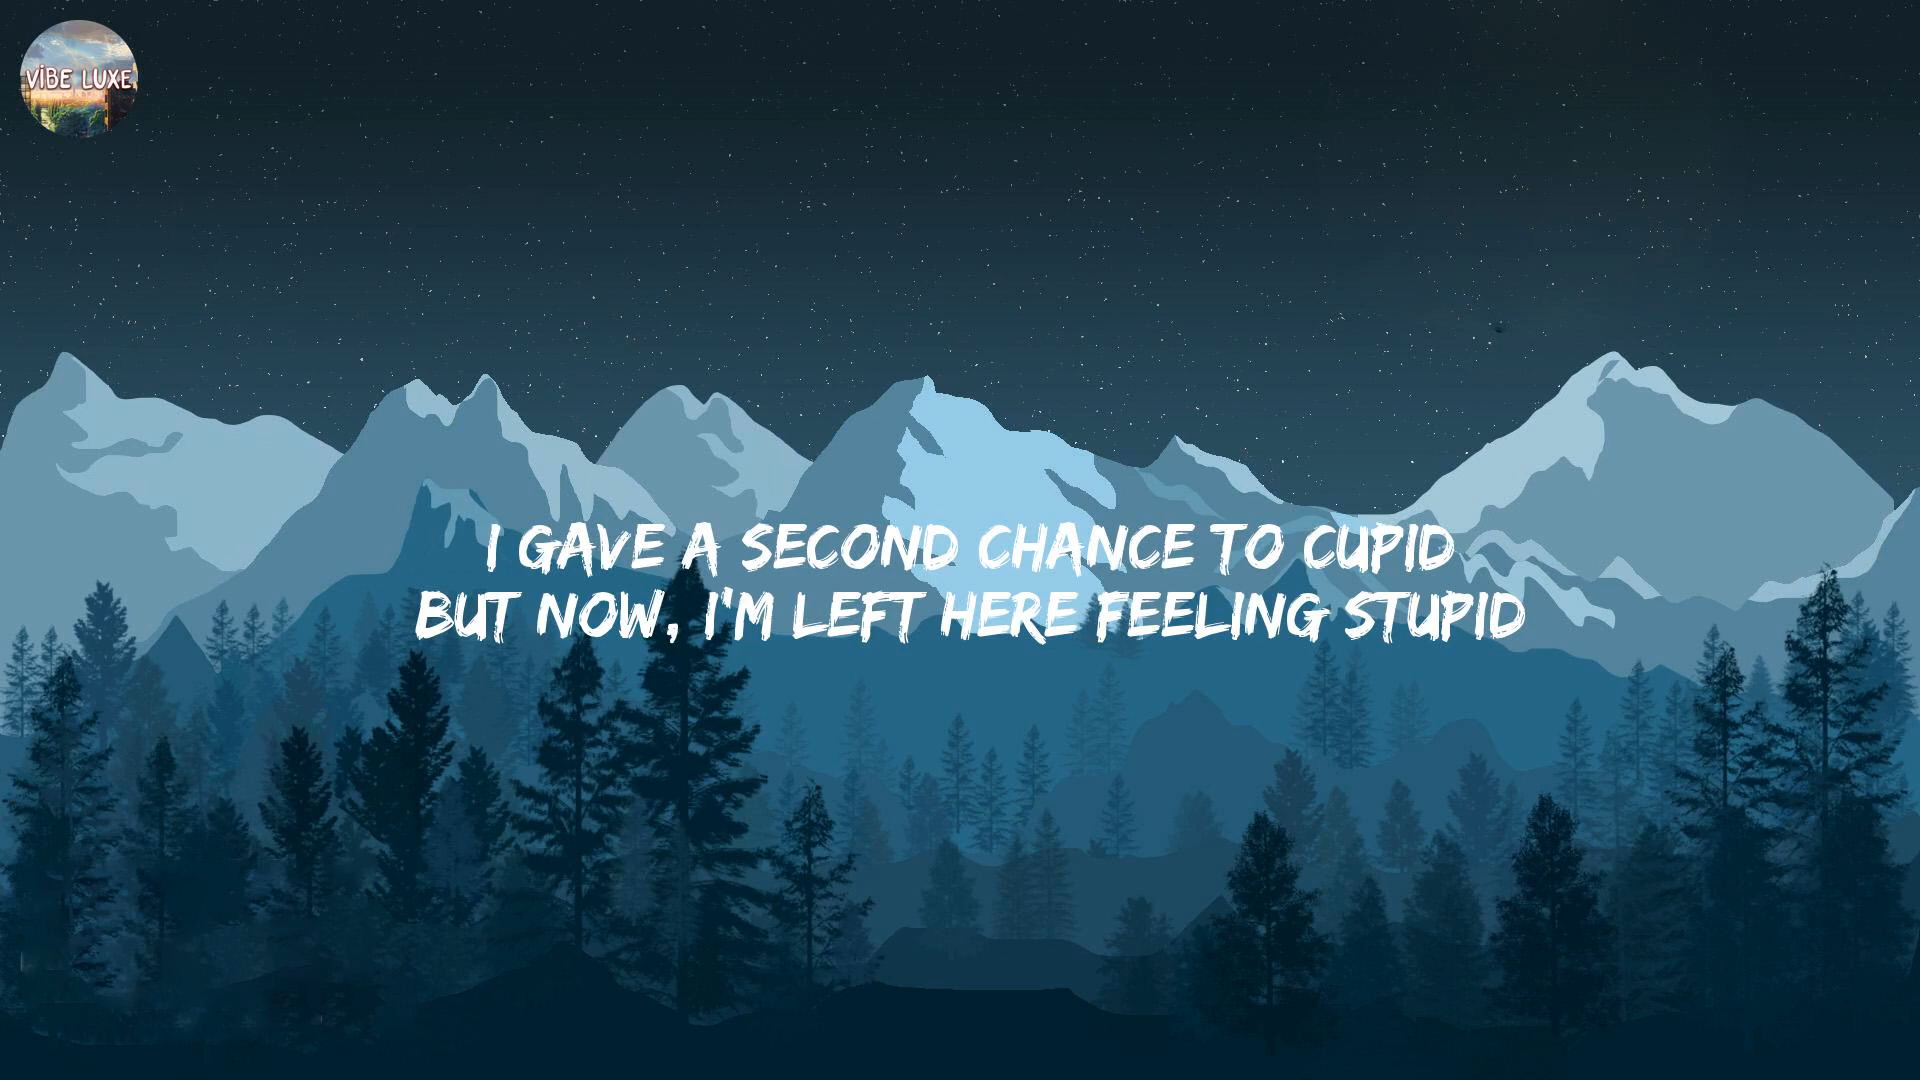 VIBE LUXE
I GAVE A SECOND CHANCE TO CUPID
BUT NOW, I'M LEFT HERE FEELING STUPID